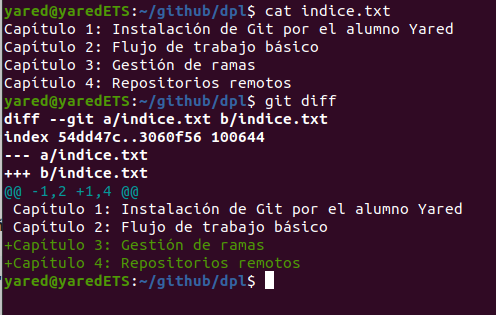 yared@yaredETS:~/github/dpl$ cat indice.txt
Capítulo 1: Instalación de Git por el alumno Yared
Capítulo 2: Flujo de trabajo básico
Capítulo 3: Gestión de ramas
Capítulo 4: Repositorios remotos
yared@yaredETS:~/github/dpl$ git diff
diff --git a/indice.txt b/indice.txt
index 54dd47c..3060f56 100644
--- a/indice.txt
+++ b/indice.txt
@@ -1,2 +1,4 @@
 Capítulo 1: Instalación de Git por el alumno Yared
 Capítulo 2: Flujo de trabajo básico
+Capítulo 3: Gestión de ramas
+Capítulo 4: Repositorios remotos
yared@yaredETS:~/github/dpl$